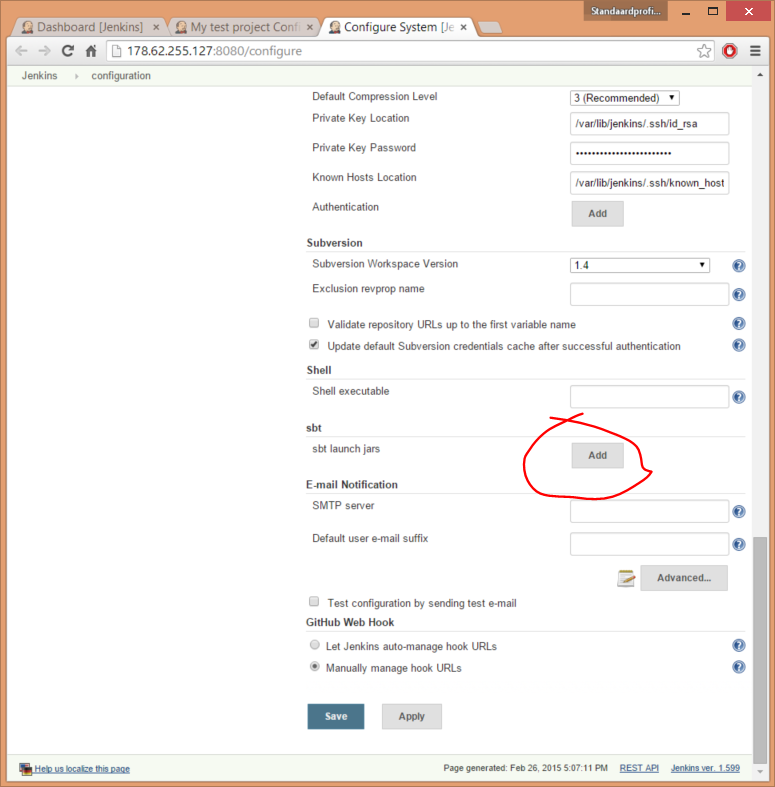 Standaardprofi...
Dashboard [Jenkins]
My test project Confi
Configure System [Je
178.62.255.127:8080/configure
Jenkins configuration
Default Compression Level 3 (Recommended)
Private Key Location /var/lib/jenkins/.ssh/id_rsa
Private Key Password ••••••••••••••••••••••••
Known Hosts Location /var/lib/jenkins/.ssh/known_host
Authentication Add
Subversion
Subversion Workspace Version 1.4
Exclusion revprop name
Validate repository URLs up to the first variable name
Update default Subversion credentials cache after successful authentication
Shell
Shell executable
sbt
sbt launch jars Add
E-mail Notification
SMTP server
Default user e-mail suffix
Advanced...
Test configuration by sending test e-mail
GitHub Web Hook
Let Jenkins auto-manage hook URLs
Manually manage hook URLs
Save Apply
Help us localize this page Page generated: Feb 26, 2015 5:07:11 PM REST API Jenkins ver. 1.599